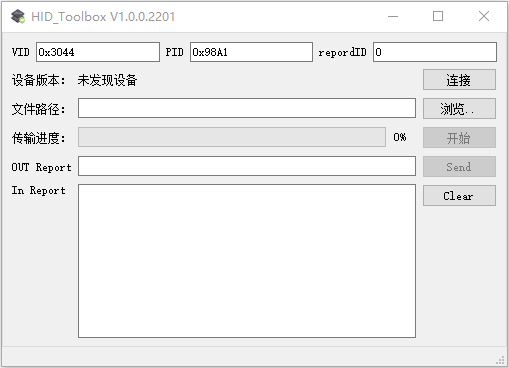 HID_Toolbox V1.0.0.2201
VID 0x3044 PID 0x98A1 repordID 0
设备版本: 未发现设备 连接
文件路径: 浏览..
传输进度: 0% 开始
OUT Report Send
In Report Clear